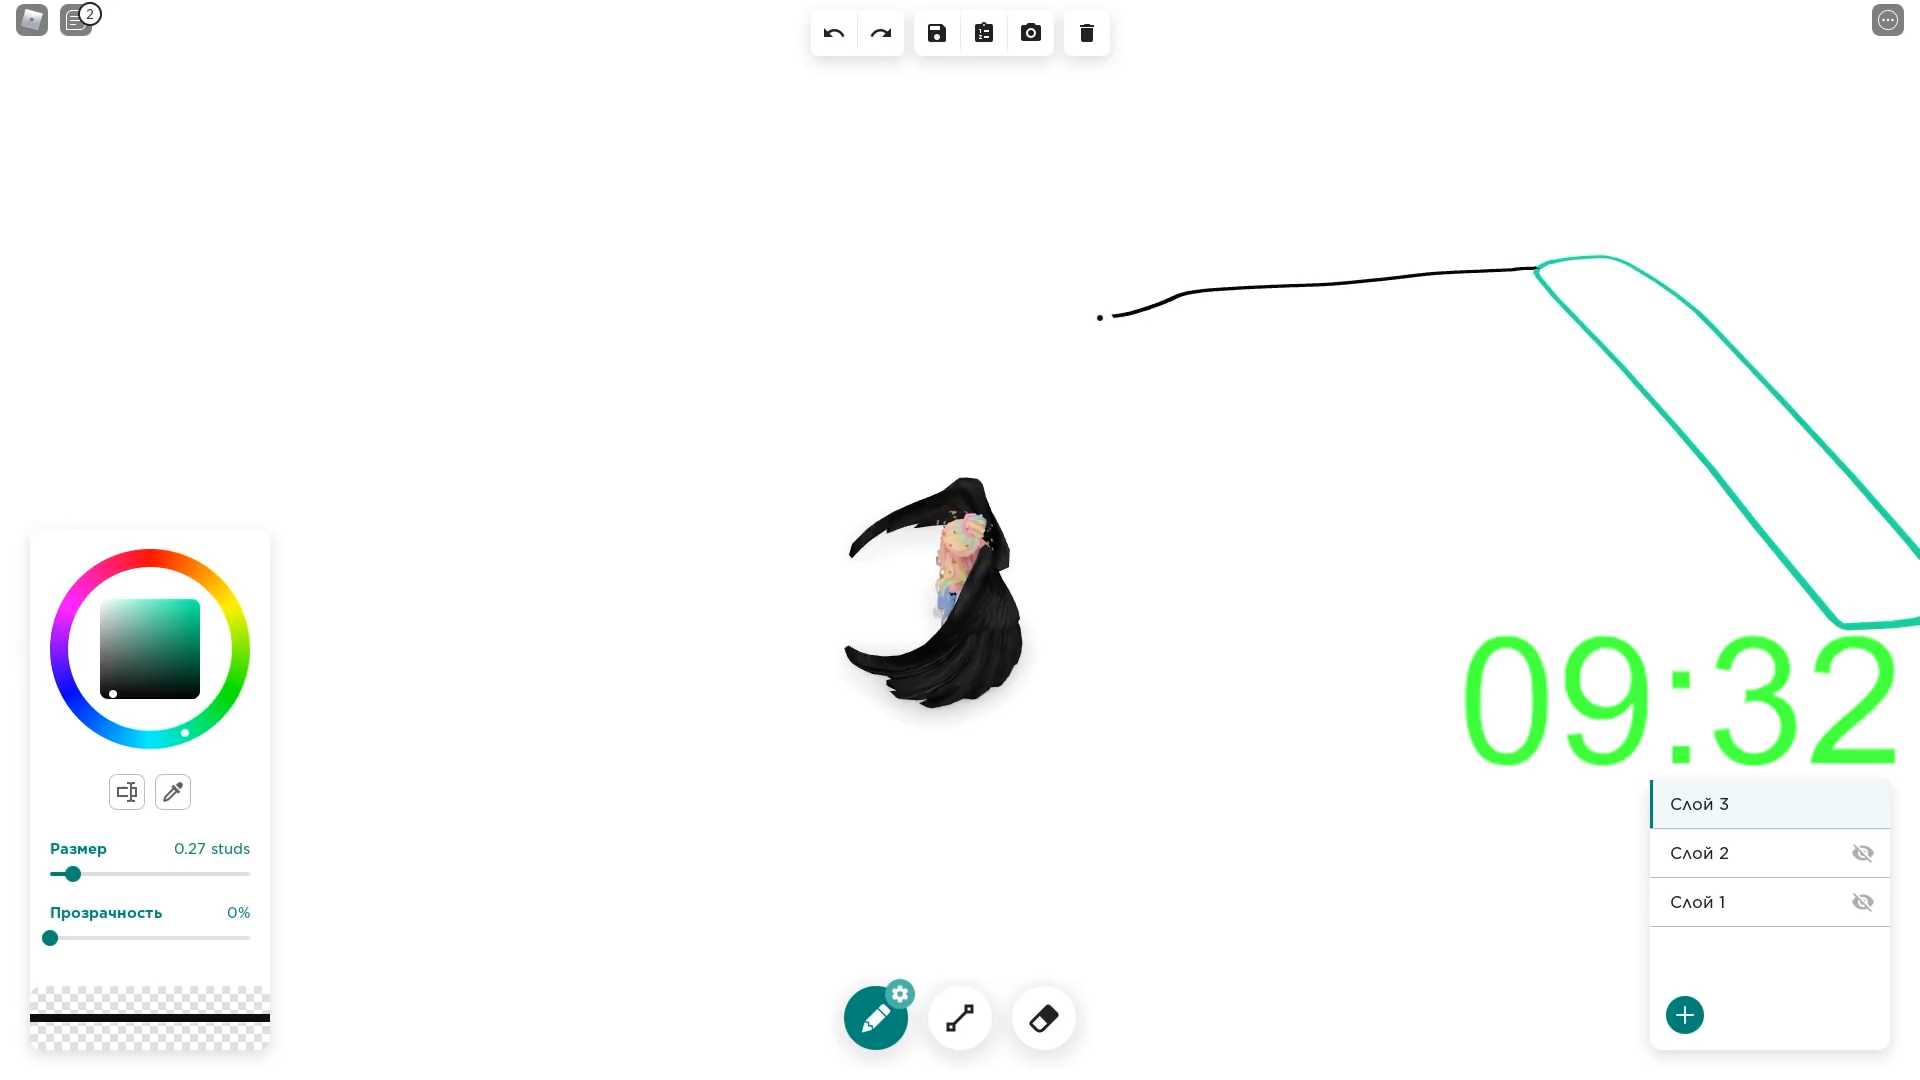 2
09:32
Размер 0.27 studs
Прозрачность 0%
Слой 3
Слой 2
Слой 1